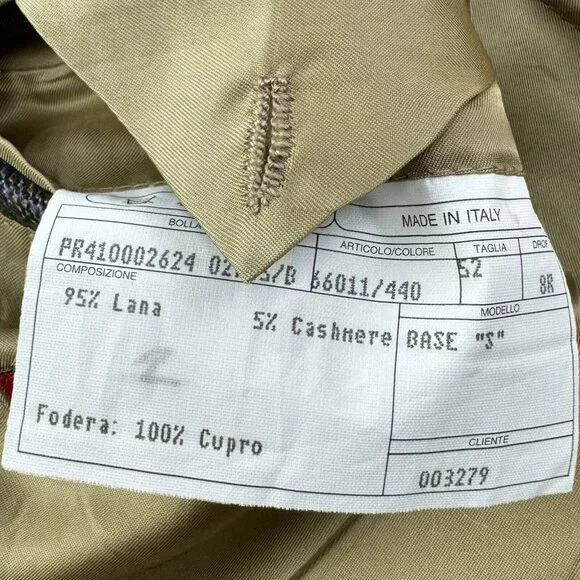 MADE IN ITALY
BOLLA ARTICOLO/COLORE TAGLIA DROP
PR410002624 66011/440 52 8R
COMPOSIZIONE MODELLO
95% Lana 5% Cashmere BASE "S"
Fodera: 100% Cupro
CLIENTE
003279